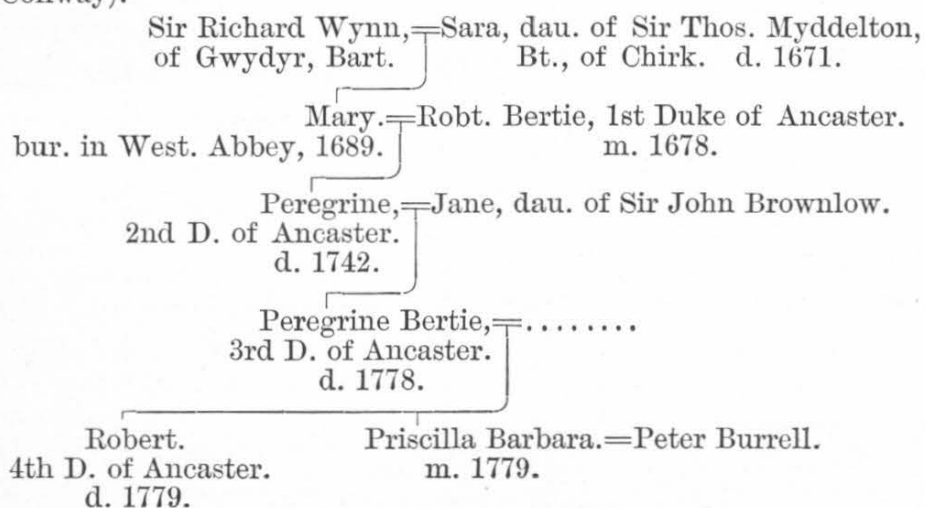 Conway).
Sir Richard Wynn,=Sara, dau. of Sir Thos. Myddelton,
of Gwydyr, Bart. Bt., of Chirk. d. 1671.
Mary.=Robt. Bertie, 1st Duke of Ancaster.
bur. in West. Abbey, 1689. m. 1678.
Peregrine,=Jane, dau. of Sir John Brownlow.
2nd D. of Ancaster.
d. 1742.
Peregrine Bertie,=........
3rd D. of Ancaster.
d. 1778.
Robert. Priscilla Barbara.=Peter Burrell.
4th D. of Ancaster. m. 1779.
d. 1779.